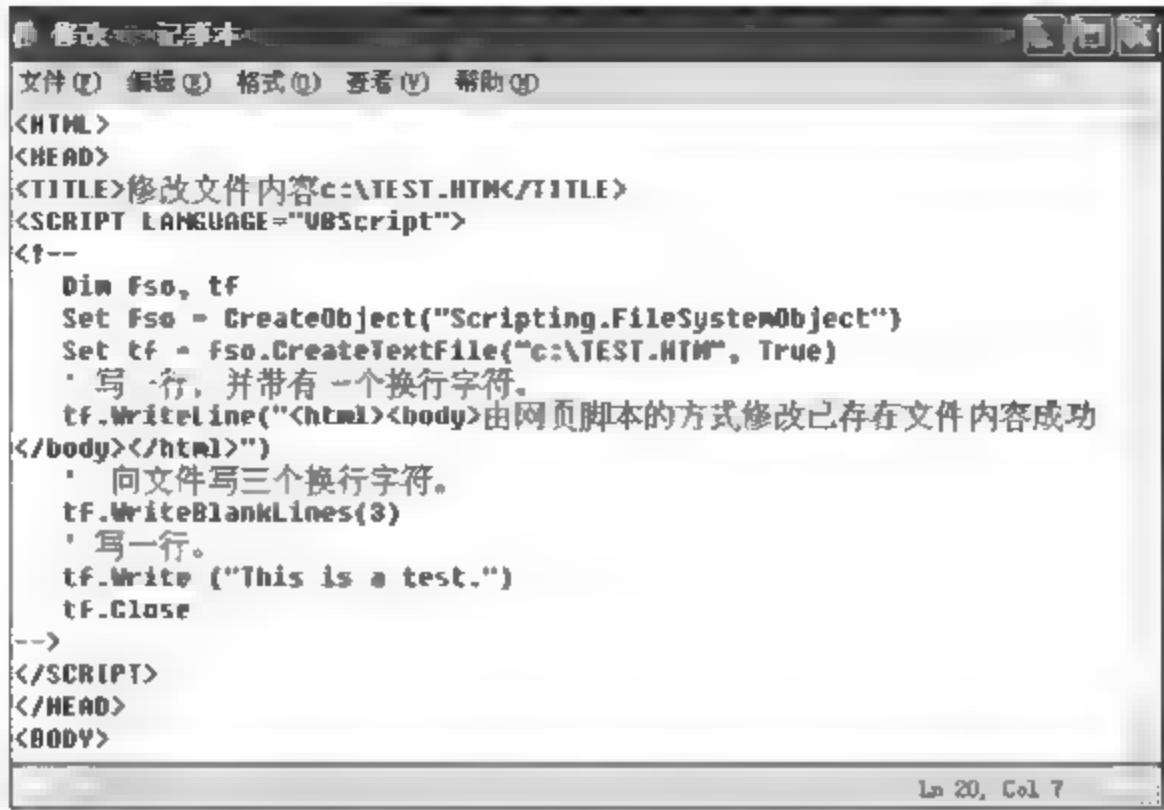 修改 - 记事本
文件(F) 编辑(E) 格式(O) 查看(V) 帮助(H)
<HTML>
<HEAD>
<TITLE>修改文件内容c:\TEST.HTM</TITLE>
<SCRIPT LANGUAGE="VBScript">
<!--
Dim fso, tf
Set fso = CreateObject("Scripting.FileSystemObject")
Set tf = fso.CreateTextFile("c:\TEST.HTM", True)
' 写一行，并带有一个换行字符。
tf.WriteLine("<html><body>由网页脚本的方式修改已存在文件内容成功
</body></html>")
' 向文件写三个换行字符。
tf.WriteBlankLines(3)
' 写一行。
tf.Write ("This is a test.")
tf.Close
-->
</SCRIPT>
</HEAD>
<BODY>
Ln 20, Col 7